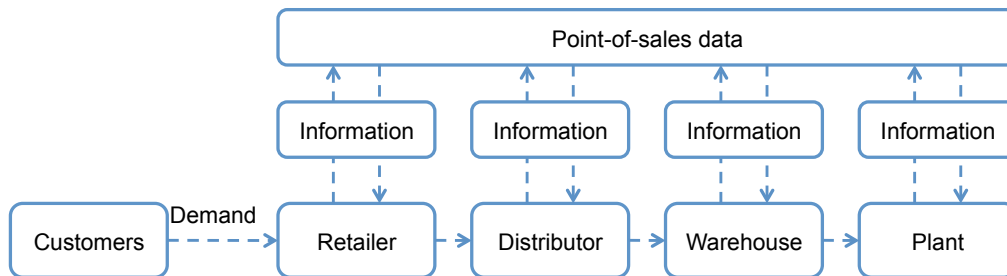 Point-of-sales data
Information
Information
Information
Information
Demand
Customers
Retailer
Distributor
Warehouse
Plant